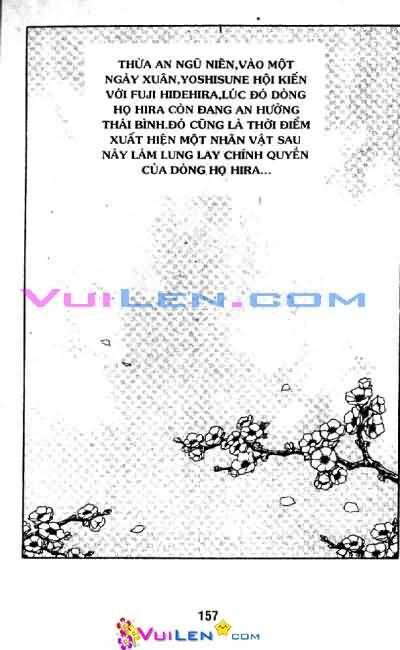 THỪA AN NGŨ NIÊN,VÀO MỘT
NGÀY XUÂN,YOSHISUNE HỘI KIẾN
VỚI FUJI HIDEHIRA,LÚC ĐÓ DÒNG
HỌ HIRA CÒN ĐANG AN HƯỞNG
THÁI BÌNH.ĐÓ CŨNG LÀ THỜI ĐIỂM
XUẤT HIỆN MỘT NHÂN VẬT SAU
NÀY LÀM LUNG LAY CHÍNH QUYỀN
CỦA DÒNG HỌ HIRA...
VUILEN.COM
157
VUILEN.COM